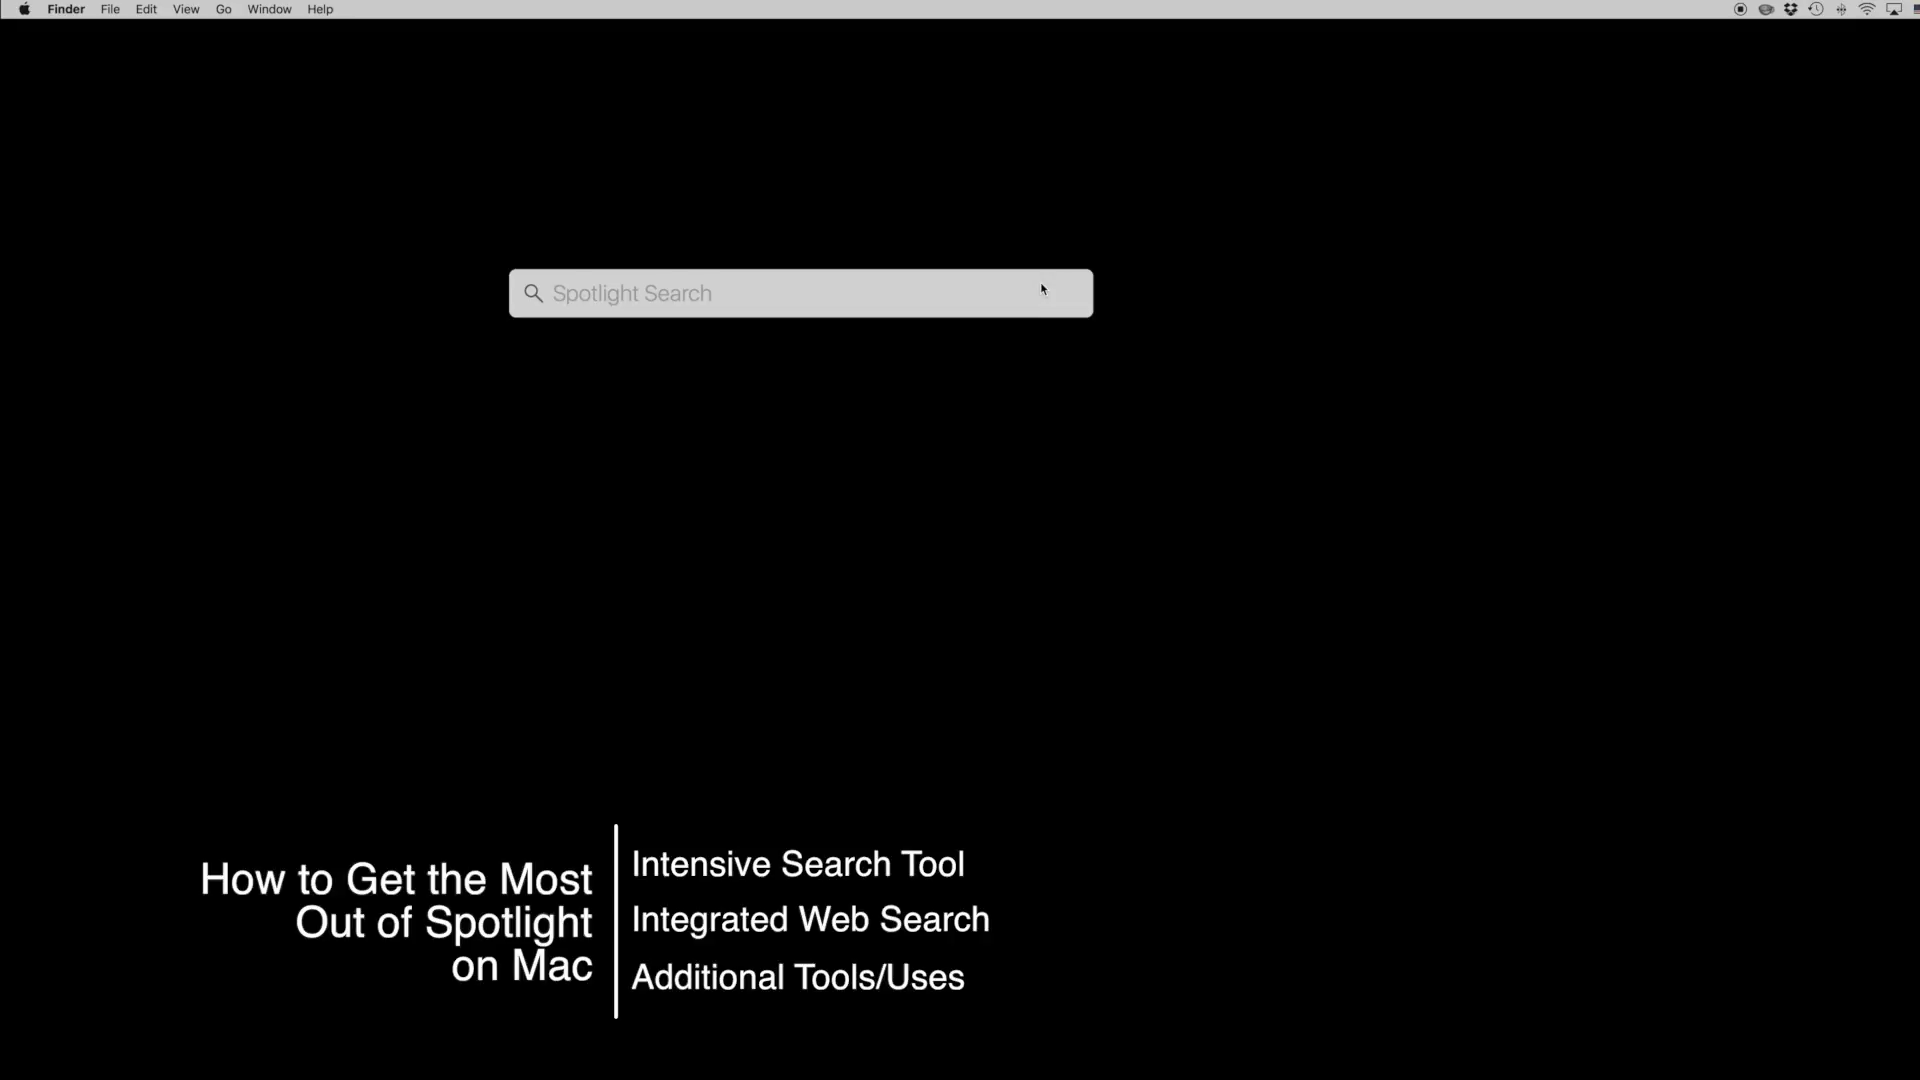 Finder File Edit View Go Window Help
Spotlight Search
How to Get the Most
Out of Spotlight
on Mac
Intensive Search Tool
Integrated Web Search
Additional Tools/Uses